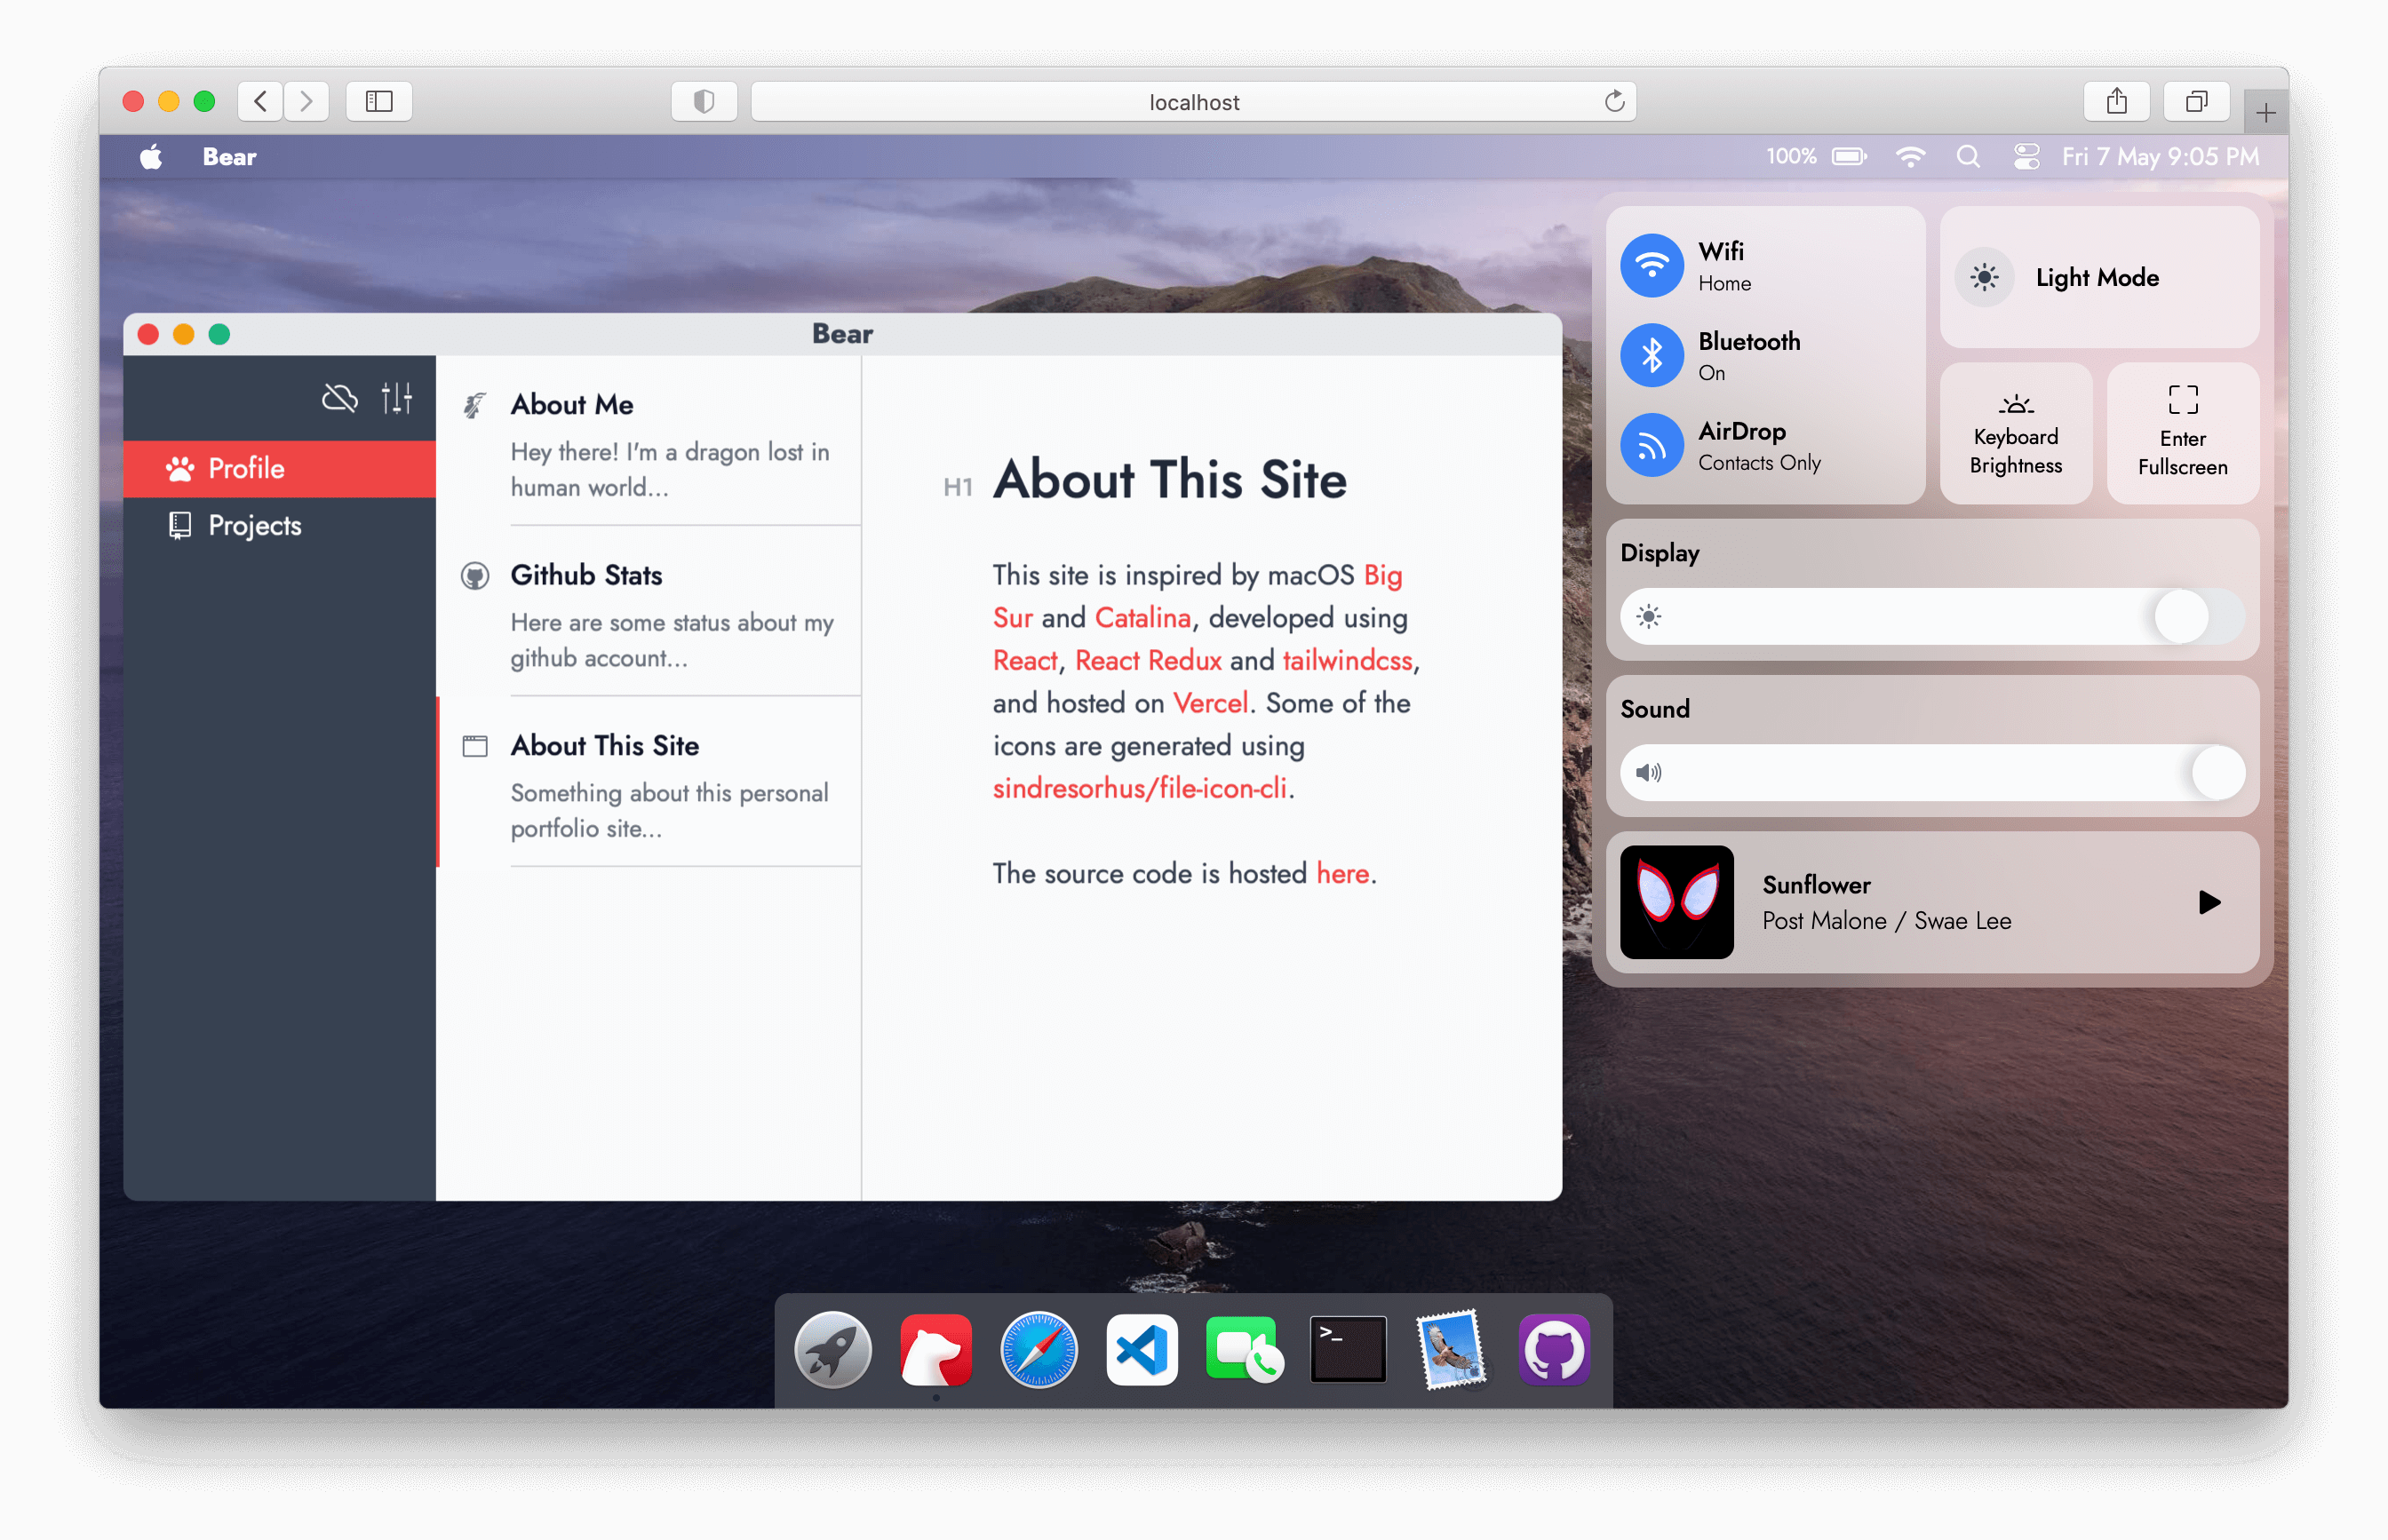 localhost
Bear
100%
Fri 7 May 9:05 PM
Bear
Profile
Projects
About Me
Hey there! I'm a dragon lost in
human world...
Github Stats
Here are some status about my
github account...
About This Site
Something about this personal
portfolio site...
H1 About This Site
This site is inspired by macOS Big
Sur and Catalina, developed using
React, React Redux and tailwindcss,
and hosted on Vercel. Some of the
icons are generated using
sindresorhus/file-icon-cli.
The source code is hosted here.
Wifi
Home
Bluetooth
On
AirDrop
Contacts Only
Light Mode
Keyboard
Brightness
Enter
Fullscreen
Display
Sound
Sunflower
Post Malone / Swae Lee
>_